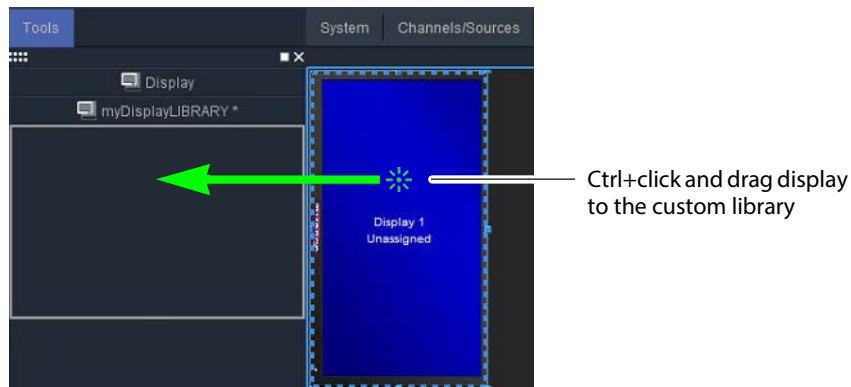 Tools
System
Channels/Sources
Display
myDisplayLIBRARY *
Display 1
Unassigned
Ctrl+click and drag display
to the custom library